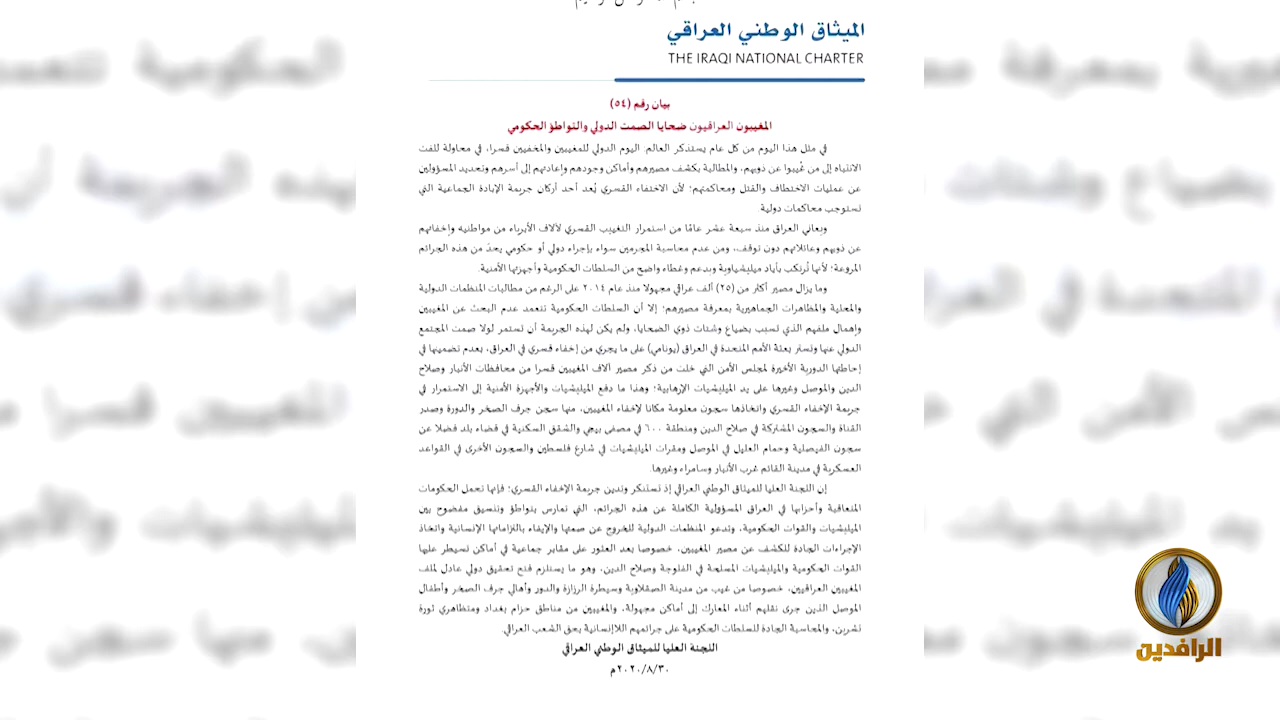 الميثاق الوطني العراقي
THE IRAQI NATIONAL CHARTER
بيان رقم (٥٤)
المغيبون العراقيون ضحايا الصمت الدولي والتواطؤ الحكومي
في مثل هذا اليوم من كل عام يستذكر العالم: اليوم الدولي للمغيبين والمخفيين قسرا، في محاولة للفت
الانتباه إلى من غُيبوا عن ذويهم، والمطالبة بكشف مصيرهم وأماكن وجودهم وإعادتهم إلى أسرهم وتحديد المسؤولين
عن عمليات الاختطاف والقتل ومحاكمتهم؛ لأن الاختفاء القسري يُعد أحد أركان جريمة الإبادة الجماعية التي
تستوجب محاكمات دولية
ويعاني العراق منذ سبعة عشر عامًا من استمرار التغييب القسري لآلاف الأبرياء من مواطنيه وإخفائهم
عن ذويهم وعائلاتهم دون توقف، ومن عدم محاسبة المجرمين سواء بإجراء دولي أو حكومي يحدّ من هذه الجرائم
المروعة؛ لأنها تُرتكب بأياد ميليشياوية وبدعم وغطاء واضح من السلطات الحكومية وأجهزتها الأمنية.
وما يزال مصير أكثر من (٢٥) ألف عراقي مجهولا منذ عام ٢٠١٤ على الرغم من مطالبات المنظمات الدولية
والمحلية والمظاهرات الجماهيرية بمعرفة مصيرهم؛ إلا أن السلطات الحكومية تتعمد عدم البحث عن المغيبين
وإهمال ملفهم الذي تسبب بضياع وشتات ذوي الضحايا، ولم يكن لهذه الجريمة أن تستمر لولا صمت المجتمع
الدولي عنها وتستر بعثة الأمم المتحدة في العراق (يونامي) على ما يجري من إخفاء قسري في العراق، بعدم تضمينها في
إحاطتها الدورية الأخيرة لمجلس الأمن التي خلت من ذكر مصير آلاف المغيبين قسرا من محافظات الأنبار وصلاح
الدين والموصل وغيرها على يد الميليشيات الإرهابية؛ وهذا ما دفع الميليشيات والأجهزة الأمنية إلى الاستمرار في
جريمة الإخفاء القسري واتخاذها سجون معلومة مكانا لإخفاء المغيبين، منها سجن جرف الصخر والدورة وصدر
القناة والسجون المشاركة في صلاح الدين ومنطقة ٦٠٠ في مصفى بيجي والشقق السكنية في قضاء بلد فضلا عن
سجون الفيصلية وحمام العليل في الموصل ومقرات الميليشيات في شارع فلسطين والسجون الأخرى في القواعد
العسكرية في مدينة القائم غرب الأنبار وسامراء وغيرها.
إن اللجنة العليا للميثاق الوطني العراقي إذ تستنكر وتدين جريمة الإخفاء القسري؛ فإنها تحمل الحكومات
المتعاقبة وأحزابها في العراق المسؤولية الكاملة عن هذه الجرائم، التي تمارس بتواطؤ وتنسيق مفضوح بين
الميليشيات والقوات الحكومية، وتدعو المنظمات الدولية للخروج عن صمتها والإيفاء بالتزاماتها الإنسانية واتخاذ
الإجراءات الجادة للكشف عن مصير المغيبين، خصوصا بعد العثور على مقابر جماعية في أماكن تسيطر عليها
القوات الحكومية والميليشيات المسلحة في الفلوجة وصلاح الدين، وهو ما يستلزم فتح تحقيق دولي عادل لملف
المغيبين العراقيين، خصوصا من غيب من مدينة الصقلاوية وسيطرة الرزازة والدور وأهالي جرف الصخر وأطفال
الموصل الذين جرى نقلهم أثناء المعارك إلى أماكن مجهولة، والمغيبين من مناطق حزام بغداد ومتظاهري ثورة
تشرين، والمحاسبة الجادة للسلطات الحكومية على جرائمهم اللاإنسانية بحق الشعب العراقي.
اللجنة العليا للميثاق الوطني العراقي
٢٠٢٠/٨/٣٠م
الرافدين